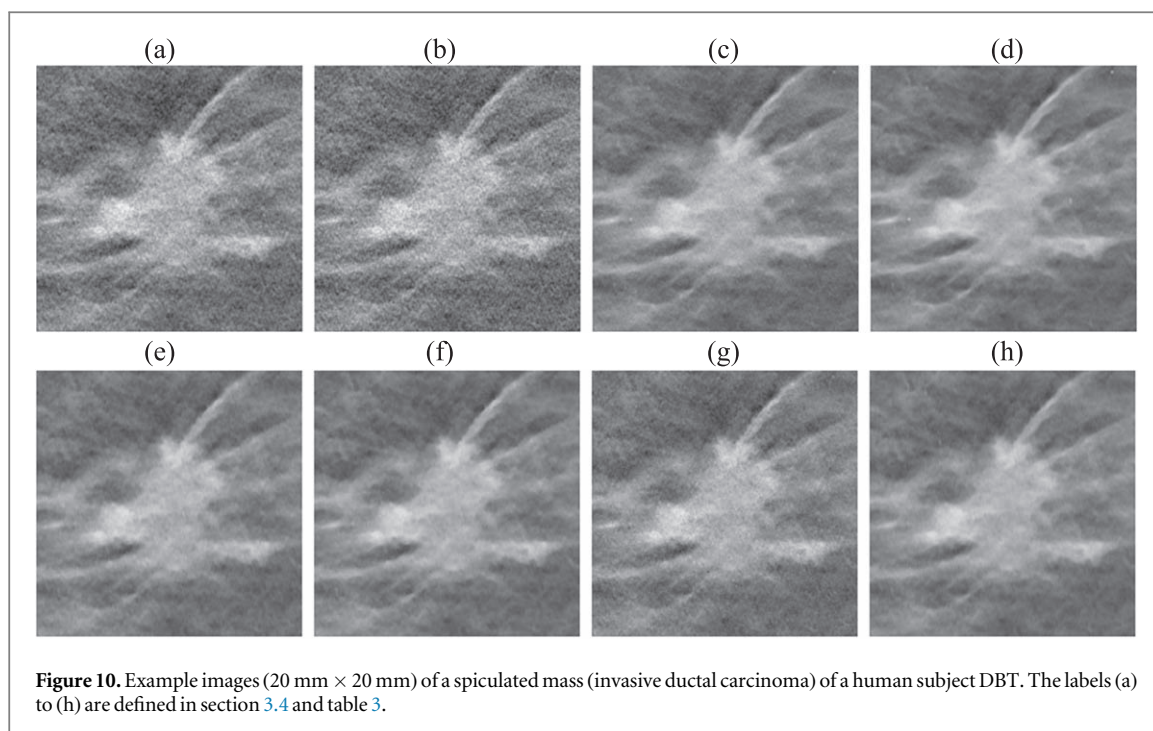 (a) (b) (c) (d)
(e) (f) (g) (h)
Figure 10. Example images (20 mm × 20 mm) of a spiculated mass (invasive ductal carcinoma) of a human subject DBT. The labels (a)
to (h) are defined in section 3.4 and table 3.